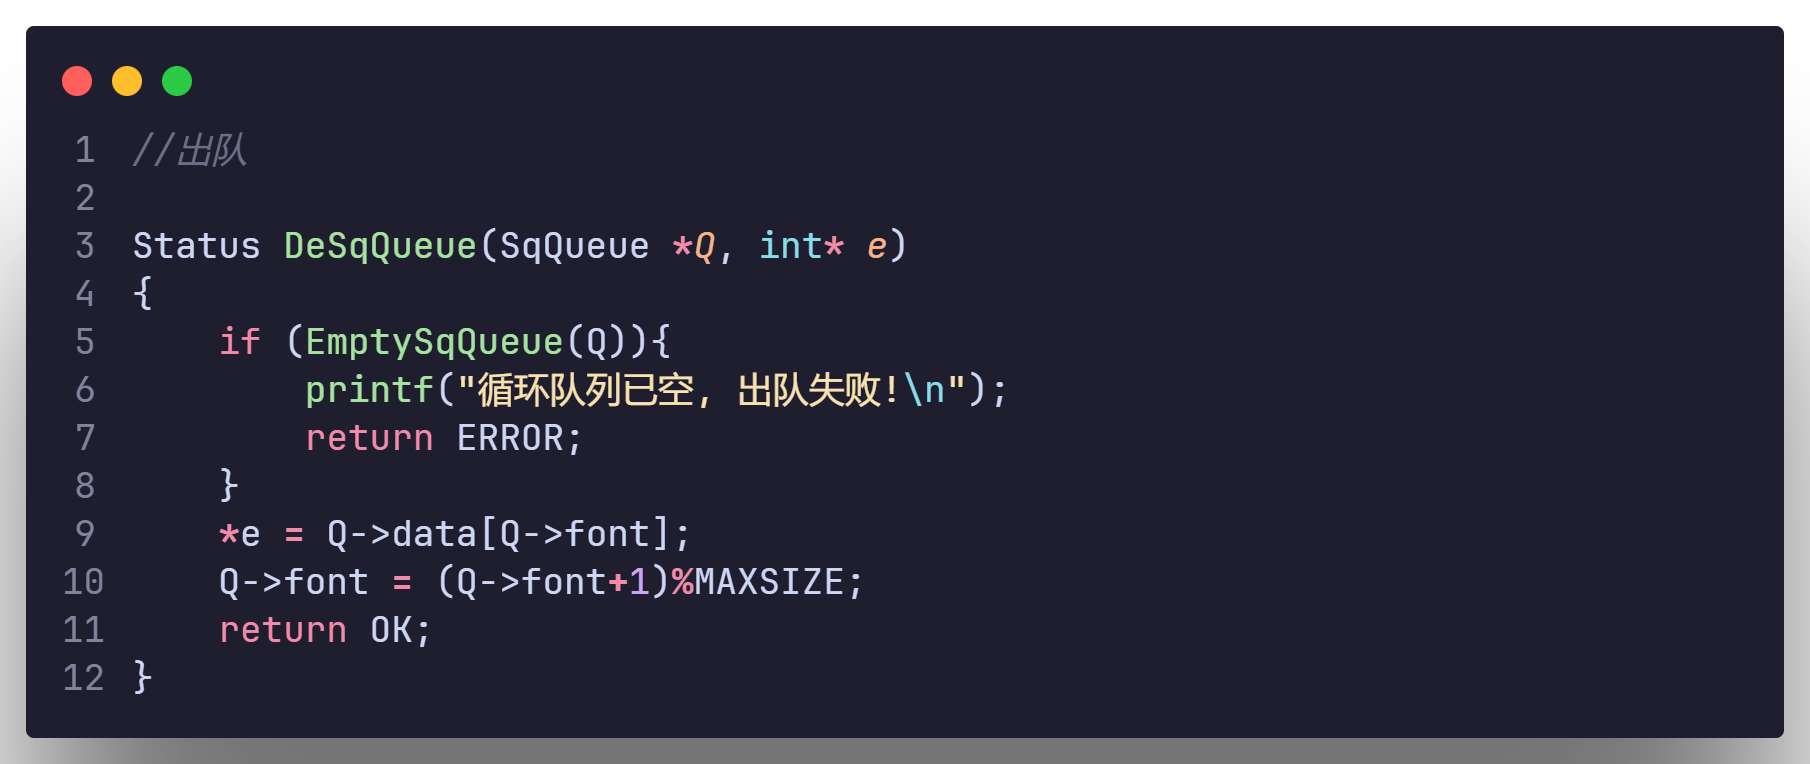 1 //出队
2
3 Status DeSqQueue(SqQueue *Q, int* e)
4 {
5     if (EmptySqQueue(Q)){
6         printf("循环队列已空, 出队失败!\n");
7         return ERROR;
8     }
9     *e = Q->data[Q->font];
10     Q->font = (Q->font+1)%MAXSIZE;
11     return OK;
12 }